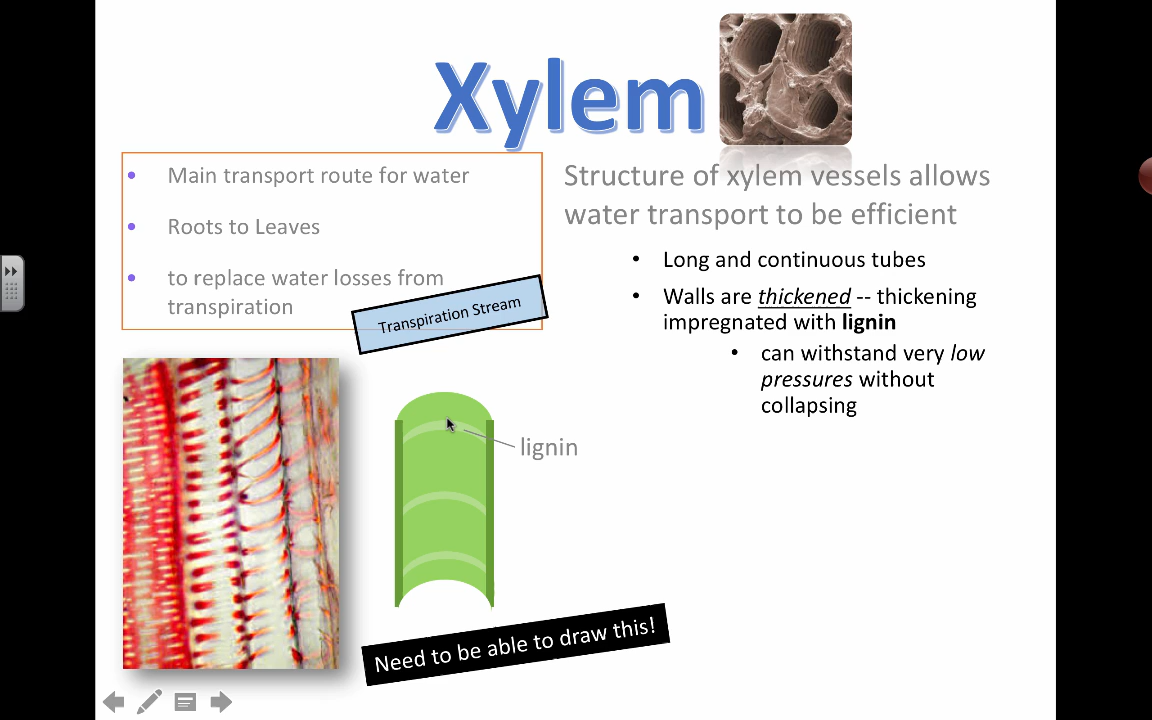 Xylem
Main transport route for water
Roots to Leaves
to replace water losses from
transpiration
Transpiration Stream
Structure of xylem vessels allows
water transport to be efficient
Long and continuous tubes
Walls are thickened -- thickening
impregnated with lignin
can withstand very low
pressures without
collapsing
lignin
Need to be able to draw this!